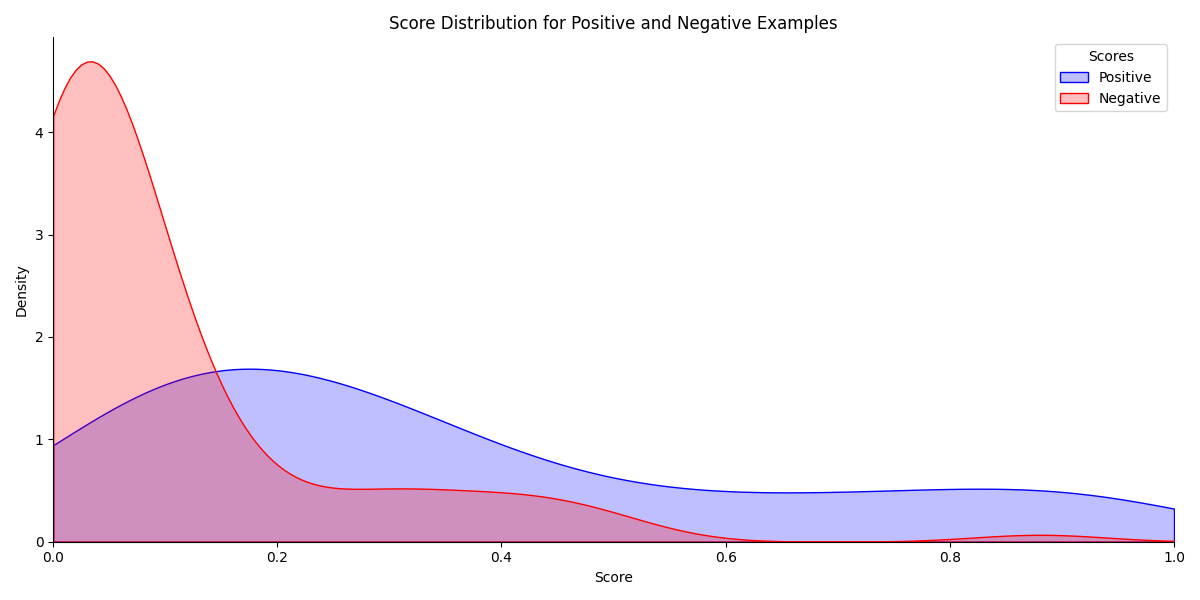 Score Distribution for Positive and Negative Examples
Scores
Positive
Negative
Density
4
3
2
1
0
0.0 0.2 0.4 0.6 0.8 1.0
Score